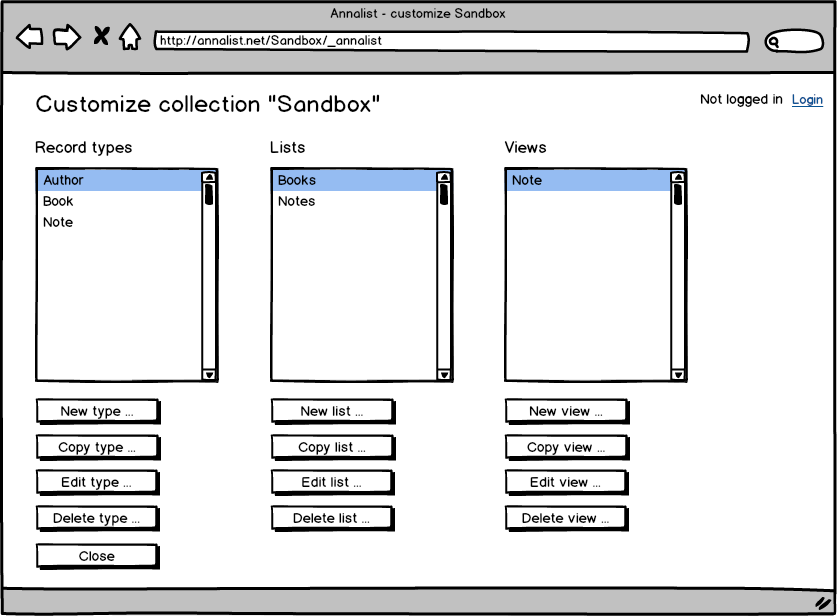 Annalist - customize Sandbox
http://annalist.net/Sandbox/_annalist
Customize collection "Sandbox"
Not logged in Login
Record types
Lists
Views
Author
Book
Note
Books
Notes
Note
New type ...
New list ...
New view ...
Copy type ...
Copy list ...
Copy view ...
Edit type ...
Edit list ...
Edit view ...
Delete type ...
Delete list ...
Delete view ...
Close